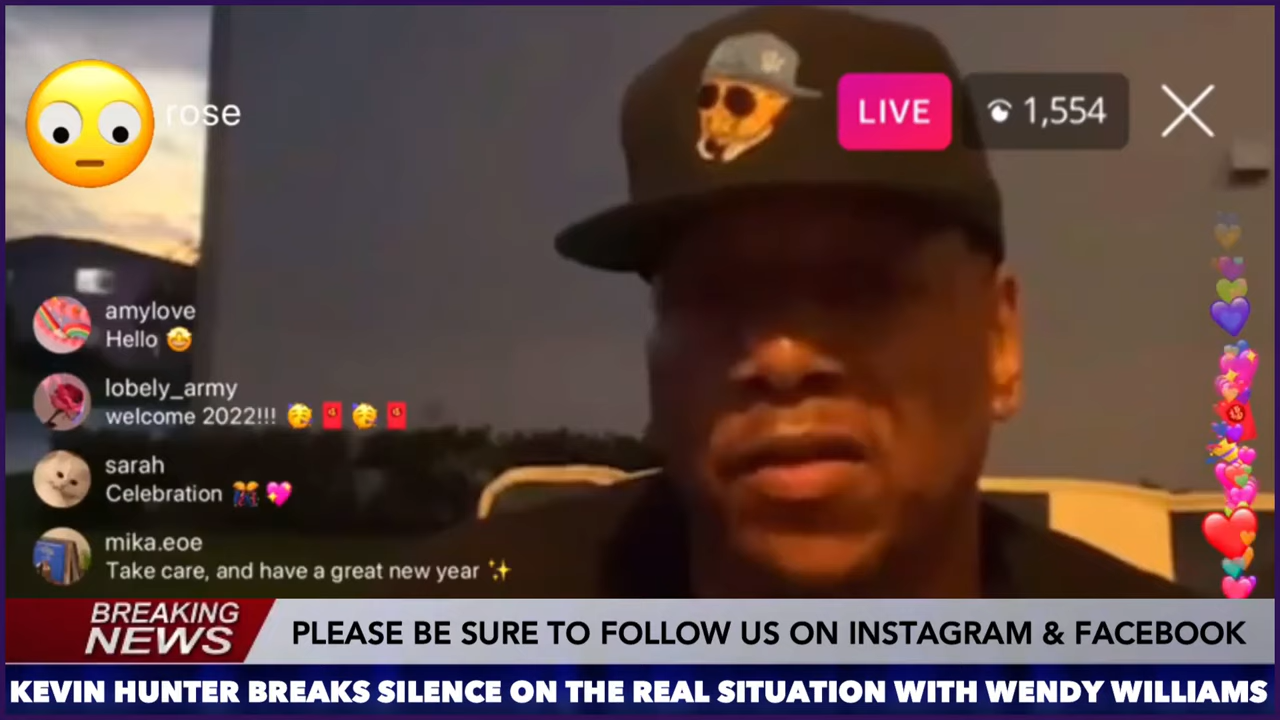 rose
LIVE
1,554
amylove
Hello 🤩
lobely_army
welcome 2022!!! 🥳 🧧 🥳 🧧
sarah
Celebration 🎊 💖
mika.eoe
Take care, and have a great new year ✨
BREAKING
NEWS
PLEASE BE SURE TO FOLLOW US ON INSTAGRAM & FACEBOOK
KEVIN HUNTER BREAKS SILENCE ON THE REAL SITUATION WITH WENDY WILLIAMS